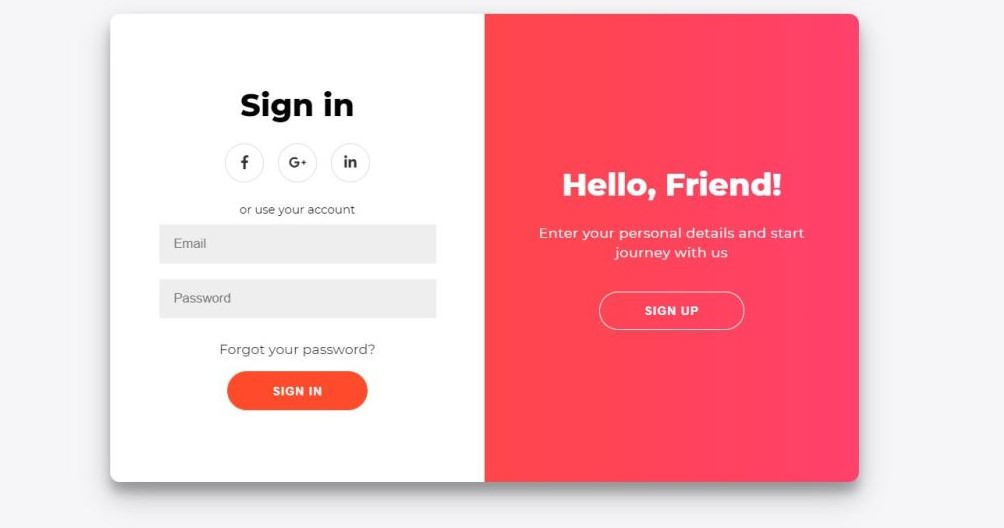 Sign in
f
G+
in
or use your account
Email
Password
Forgot your password?
SIGN IN
Hello, Friend!
Enter your personal details and start
journey with us
SIGN UP